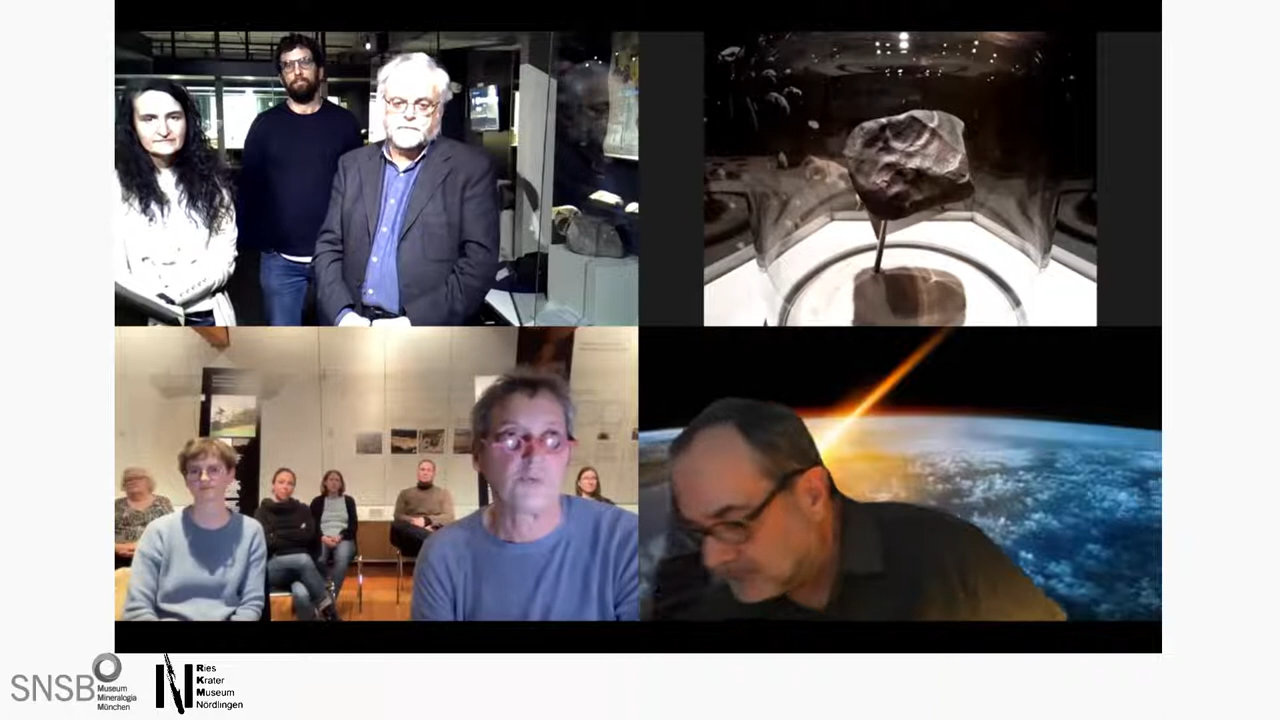 SNSB
Museum
Mineralogia
München
Ries
Krater
Museum
Nördlingen